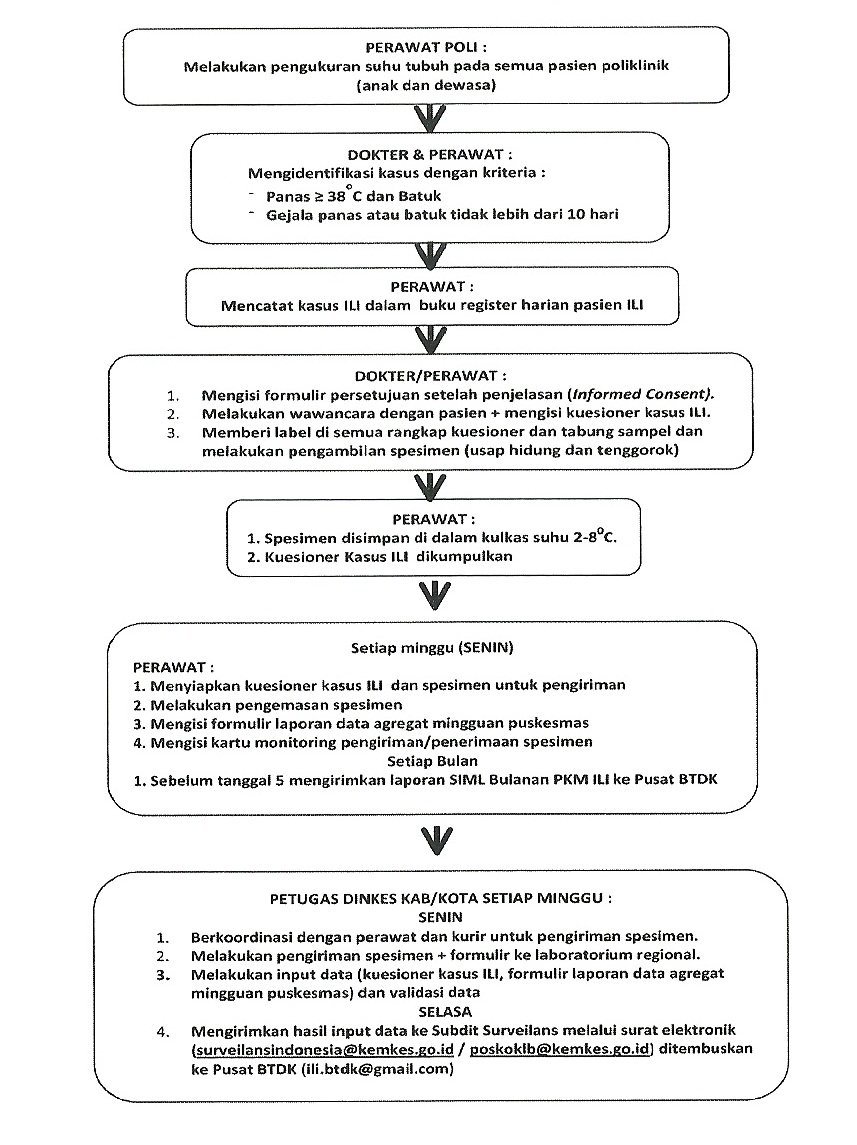 PERAWAT POLI :
Melakukan pengukuran suhu tubuh pada semua pasien poliklinik
(anak dan dewasa)
DOKTER & PERAWAT :
Mengidentifikasi kasus dengan kriteria :
- Panas ≥ 38°C dan Batuk
- Gejala panas atau batuk tidak lebih dari 10 hari
PERAWAT :
Mencatat kasus ILI dalam buku register harian pasien ILI
DOKTER/PERAWAT :
1. Mengisi formulir persetujuan setelah penjelasan (Informed Consent).
2. Melakukan wawancara dengan pasien + mengisi kuesioner kasus ILI.
3. Memberi label di semua rangkap kuesioner dan tabung sampel dan
melakukan pengambilan spesimen (usap hidung dan tenggorok)
PERAWAT :
1. Spesimen disimpan di dalam kulkas suhu 2-8°C.
2. Kuesioner Kasus ILI dikumpulkan
Setiap minggu (SENIN)
PERAWAT :
1. Menyiapkan kuesioner kasus ILI dan spesimen untuk pengiriman
2. Melakukan pengemasan spesimen
3. Mengisi formulir laporan data agregat mingguan puskesmas
4. Mengisi kartu monitoring pengiriman/penerimaan spesimen
Setiap Bulan
1. Sebelum tanggal 5 mengirimkan laporan SIML Bulanan PKM ILI ke Pusat BTDK
PETUGAS DINKES KAB/KOTA SETIAP MINGGU :
SENIN
1. Berkoordinasi dengan perawat dan kurir untuk pengiriman spesimen.
2. Melakukan pengiriman spesimen + formulir ke laboratorium regional.
3. Melakukan input data (kuesioner kasus ILI, formulir laporan data agregat
mingguan puskesmas) dan validasi data
SELASA
4. Mengirimkan hasil input data ke Subdit Surveilans melalui surat elektronik
(surveilansindonesia@kemkes.go.id / poskoklb@kemkes.go.id) ditembuskan
ke Pusat BTDK (ili.btdk@gmail.com)